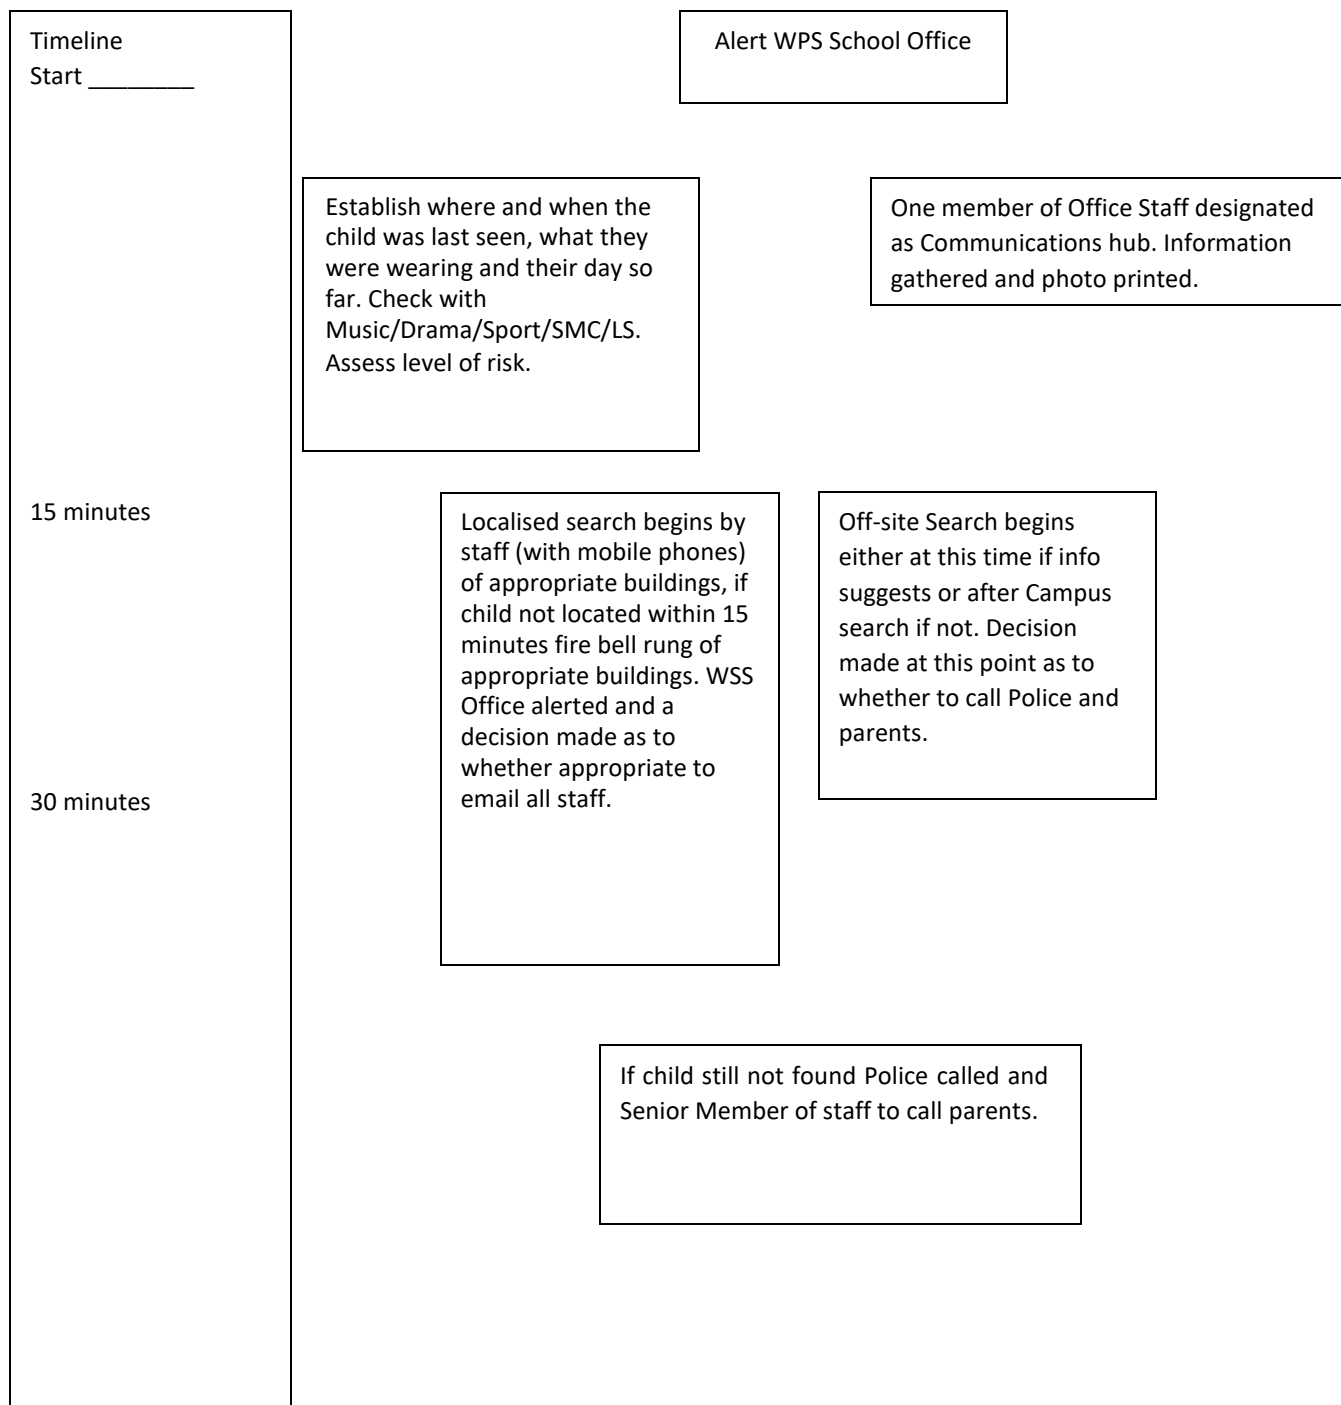 Timeline
Start ________
Alert WPS School Office
Establish where and when the
child was last seen, what they
were wearing and their day so
far. Check with
Music/Drama/Sport/SMC/LS.
Assess level of risk.
One member of Office Staff designated
as Communications hub. Information
gathered and photo printed.
15 minutes
Localised search begins by
staff (with mobile phones)
of appropriate buildings, if
child not located within 15
minutes fire bell rung of
appropriate buildings. WSS
Office alerted and a
decision made as to
whether appropriate to
email all staff.
Off-site Search begins
either at this time if info
suggests or after Campus
search if not. Decision
made at this point as to
whether to call Police and
parents.
30 minutes
If child still not found Police called and
Senior Member of staff to call parents.